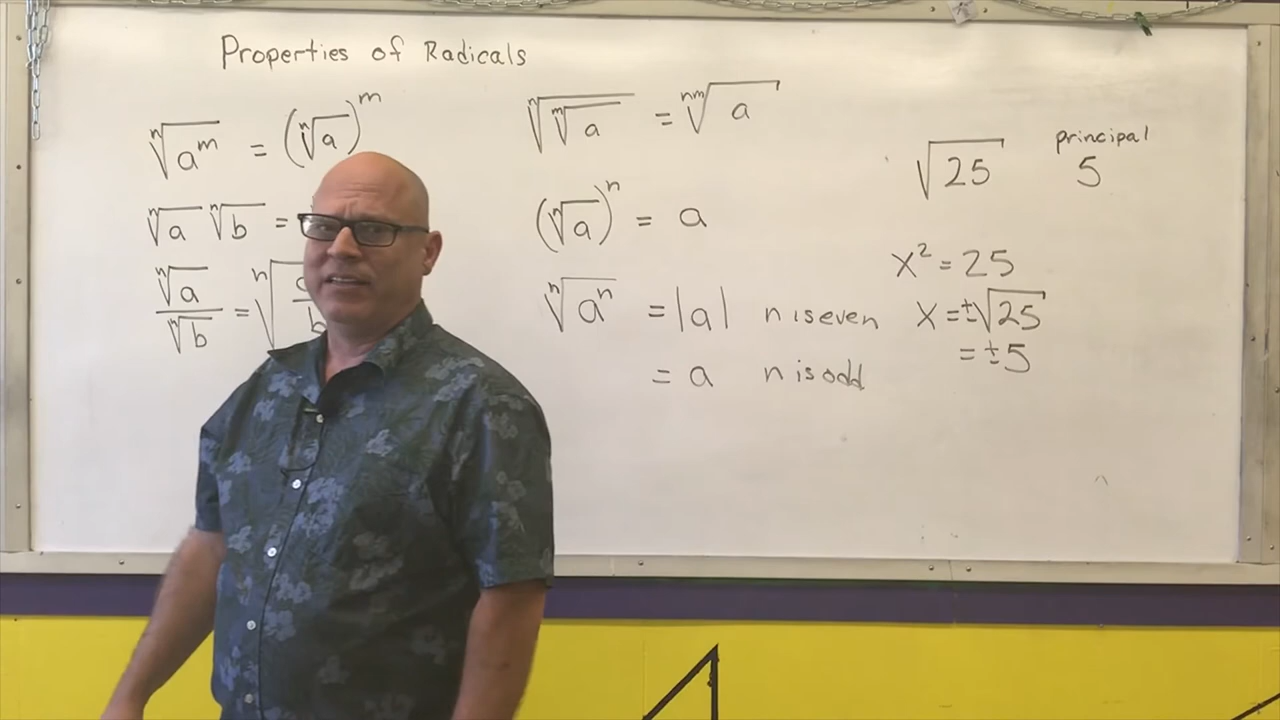 Properties of Radicals
ⁿ√(aᵐ) = (ⁿ√a)ᵐ
ⁿ√a ⁿ√b =
ⁿ√a / ⁿ√b = ⁿ√( / b
ⁿ√(ᵐ√a) = ⁿᵐ√a
(ⁿ√a)ⁿ = a
ⁿ√(aⁿ) = |a| n is even
= a n is odd
principal
√25 5
x² = 25
x = ±√25
= ±5